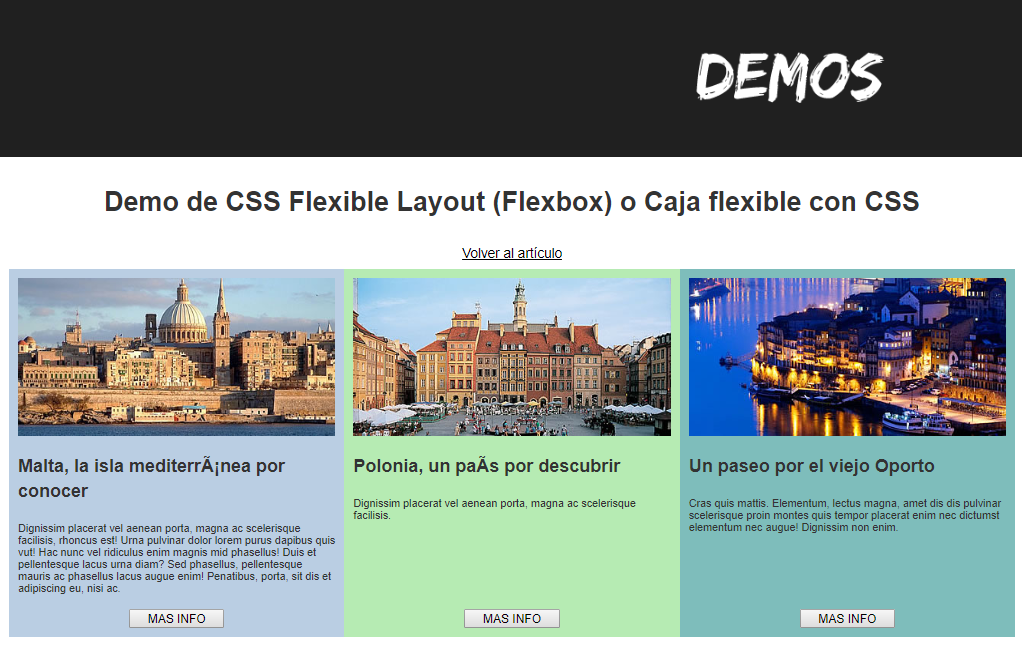 DEMOS
Demo de CSS Flexible Layout (Flexbox) o Caja flexible con CSS
Volver al artículo
Malta, la isla mediterrÃ¡nea por
conocer
Dignissim placerat vel aenean porta, magna ac scelerisque
facilisis, rhoncus est! Urna pulvinar dolor lorem purus dapibus quis
vut! Hac nunc vel ridiculus enim magnis mid phasellus! Duis et
pellentesque lacus urna diam? Sed phasellus, pellentesque
mauris ac phasellus lacus augue enim! Penatibus, porta, sit dis et
adipiscing eu, nisi ac.
MAS INFO
Polonia, un paÃs por descubrir
Dignissim placerat vel aenean porta, magna ac scelerisque
facilisis.
MAS INFO
Un paseo por el viejo Oporto
Cras quis mattis. Elementum, lectus magna, amet dis dis pulvinar
scelerisque proin montes quis tempor placerat enim nec dictumst
elementum nec augue! Dignissim non enim.
MAS INFO